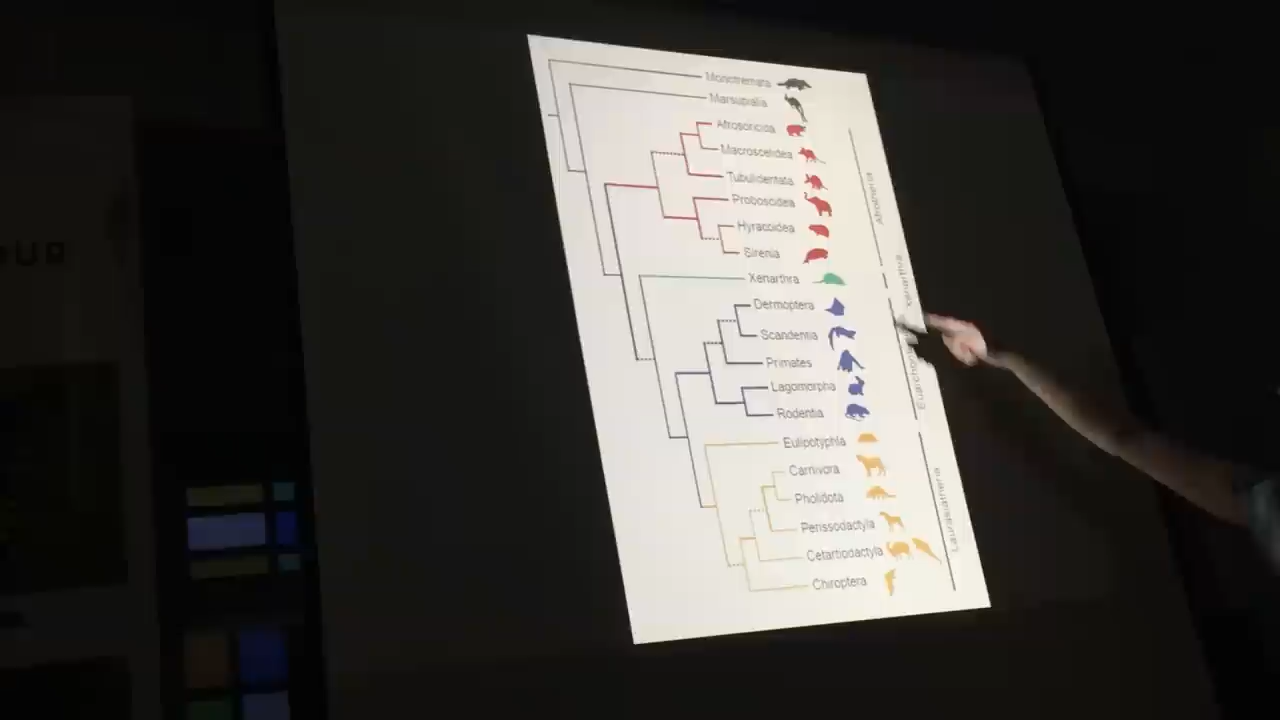 Monotremata
Marsupialia
Afrosoricida
Macroscelidea
Tubulidentata
Proboscidea
Hyracoidea
Sirenia
Xenarthra
Dermoptera
Scandentia
Primates
Lagomorpha
Rodentia
Eulipotyphla
Carnivora
Pholidota
Perissodactyla
Cetartiodactyla
Chiroptera
Afrotheria
Xenarthra
Laurasiatheria